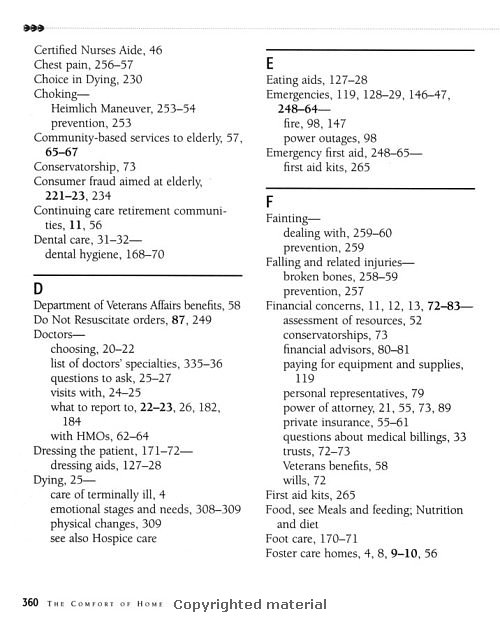 Certified Nurses Aide, 46
Chest pain, 256–57
Choice in Dying, 230
Choking—
Heimlich Maneuver, 253–54
prevention, 253
Community-based services to elderly, 57,
65–67
Conservatorship, 73
Consumer fraud aimed at elderly,
221–23, 234
Continuing care retirement communi-
ties, 11, 56
Dental care, 31–32—
dental hygiene, 168–70
D
Department of Veterans Affairs benefits, 58
Do Not Resuscitate orders, 87, 249
Doctors—
choosing, 20–22
list of doctors' specialties, 335–36
questions to ask, 25–27
visits with, 24–25
what to report to, 22–23, 26, 182,
184
with HMOs, 62–64
Dressing the patient, 171–72—
dressing aids, 127–28
Dying, 25—
care of terminally ill, 4
emotional stages and needs, 308–309
physical changes, 309
see also Hospice care
E
Eating aids, 127–28
Emergencies, 119, 128–29, 146–47,
248–64—
fire, 98, 147
power outages, 98
Emergency first aid, 248–65—
first aid kits, 265
F
Fainting—
dealing with, 259–60
prevention, 259
Falling and related injuries—
broken bones, 258–59
prevention, 257
Financial concerns, 11, 12, 13, 72–83—
assessment of resources, 52
conservatorships, 73
financial advisors, 80–81
paying for equipment and supplies,
119
personal representatives, 79
power of attorney, 21, 55, 73, 89
private insurance, 55–61
questions about medical billings, 33
trusts, 72–73
Veterans benefits, 58
wills, 72
First aid kits, 265
Food, see Meals and feeding; Nutrition
and diet
Foot care, 170–71
Foster care homes, 4, 8, 9–10, 56
360 THE COMFORT OF HOME
Copyrighted material